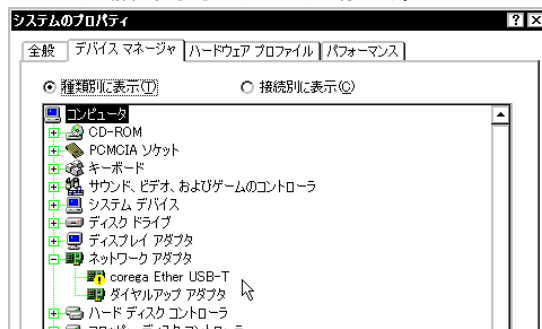 システムのプロパティ
全般 デバイス マネージャ ハードウェア プロファイル パフォーマンス
種類別に表示(T) 接続別に表示(C)
コンピュータ
CD-ROM
PCMCIA ソケット
キーボード
サウンド、ビデオ、およびゲームのコントローラ
システム デバイス
ディスク ドライブ
ディスプレイ アダプタ
ネットワーク アダプタ
corega Ether USB-T
ダイヤルアップ アダプタ
ハード ディスク コントローラ